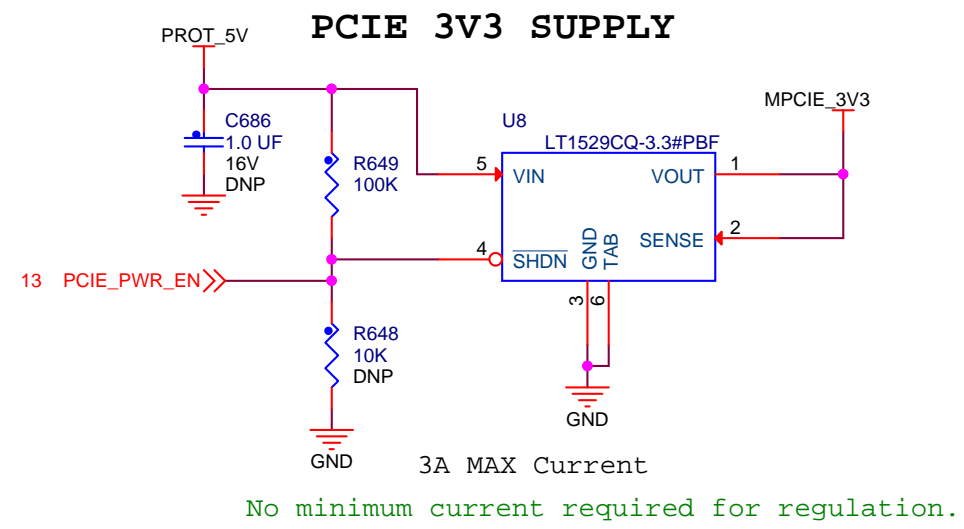 PCIE 3V3 SUPPLY
PROT_5V
MPCIE_3V3
C686
1.0 UF
16V
DNP
R649
100K
U8
LT1529CQ-3.3#PBF
5
VIN
VOUT
1
4
SHDN
GND
TAB
SENSE
2
3
6
13 PCIE_PWR_EN
R648
10K
DNP
GND
GND
3A MAX Current
No minimum current required for regulation.